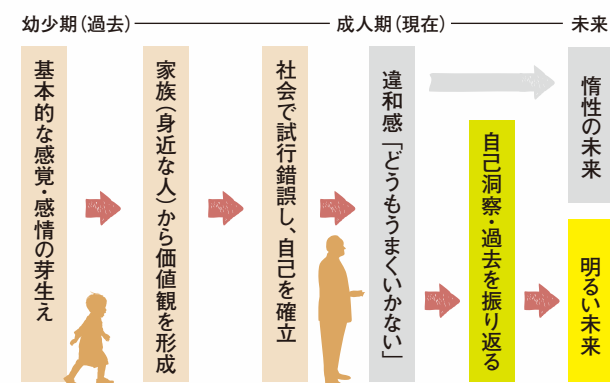 幼少期(過去)
成人期(現在)
未来
基本的な感覚・感情の芽生え
家族(身近な人)から価値観を形成
社会で試行錯誤し、自己を確立
違和感「どうもうまくいかない」
自己洞察・過去を振り返る
惰性の未来
明るい未来